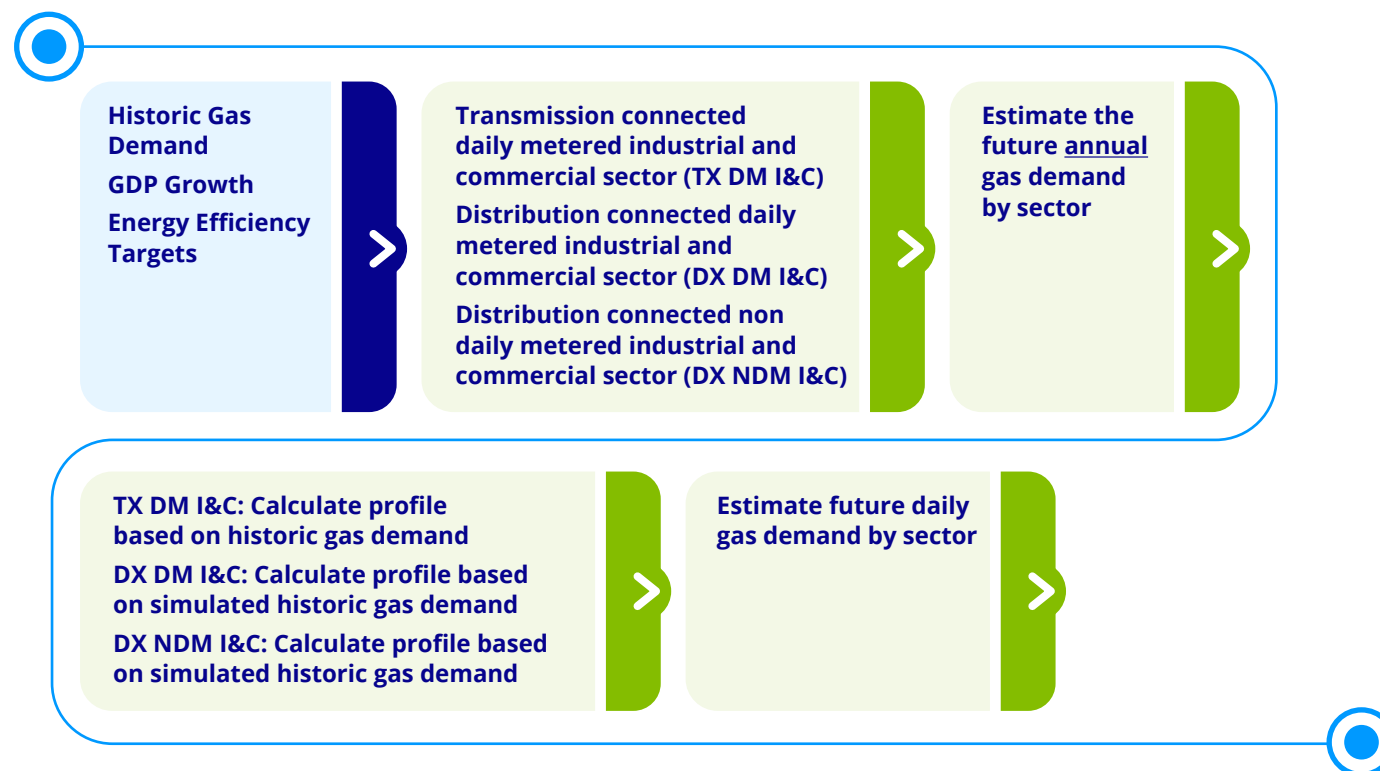 Historic Gas
Demand
GDP Growth
Energy Efficiency
Targets
Transmission connected
daily metered industrial and
commercial sector (TX DM I&C)
Distribution connected daily
metered industrial and
commercial sector (DX DM I&C)
Distribution connected non
daily metered industrial and
commercial sector (DX NDM I&C)
Estimate the
future annual
gas demand
by sector
TX DM I&C: Calculate profile
based on historic gas demand
DX DM I&C: Calculate profile based
on simulated historic gas demand
DX NDM I&C: Calculate profile based
on simulated historic gas demand
Estimate future daily
gas demand by sector